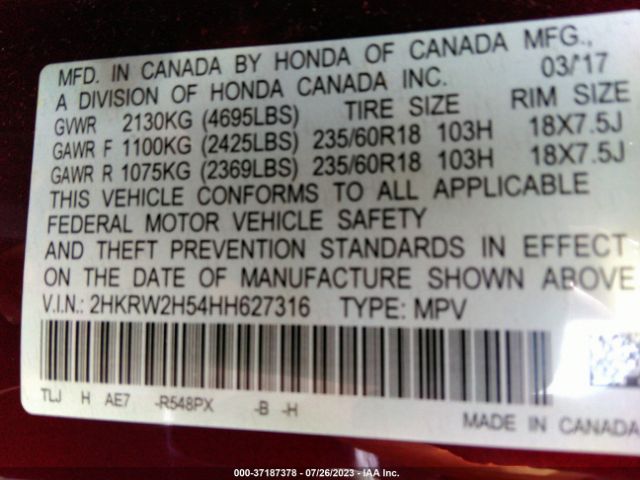 MFD. IN CANADA BY HONDA OF CANADA MFG.,
A DIVISION OF HONDA CANADA INC. 03/'17
GVWR 2130KG (4695LBS) TIRE SIZE RIM SIZE
GAWR F 1100KG (2425LBS) 235/60R18 103H 18X7.5J
GAWR R 1075KG (2369LBS) 235/60R18 103H 18X7.5J
THIS VEHICLE CONFORMS TO ALL APPLICABLE
FEDERAL MOTOR VEHICLE SAFETY
AND THEFT PREVENTION STANDARDS IN EFFECT
ON THE DATE OF MANUFACTURE SHOWN ABOVE
V.I.N.: 2HKRW2H54HH627316 TYPE: MPV
TLJ H AE7 -R548PX -B -H
MADE IN CANADA
000-37187378 - 07/26/2023 - IAA Inc.